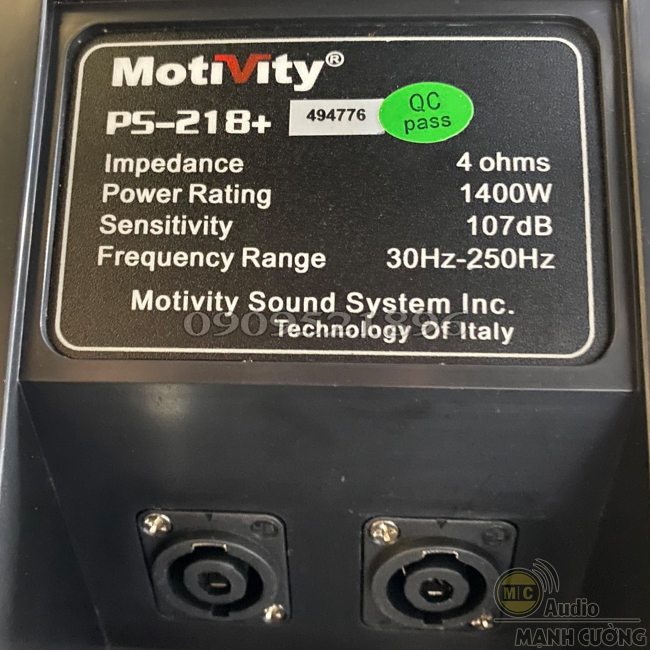 MotiVity®
PS-218+ 494776 QC pass
Impedance 4 ohms
Power Rating 1400W
Sensitivity 107dB
Frequency Range 30Hz-250Hz
Motivity Sound System Inc.
0909521896
Technology Of Italy
MC Audio
MẠNH CƯỜNG